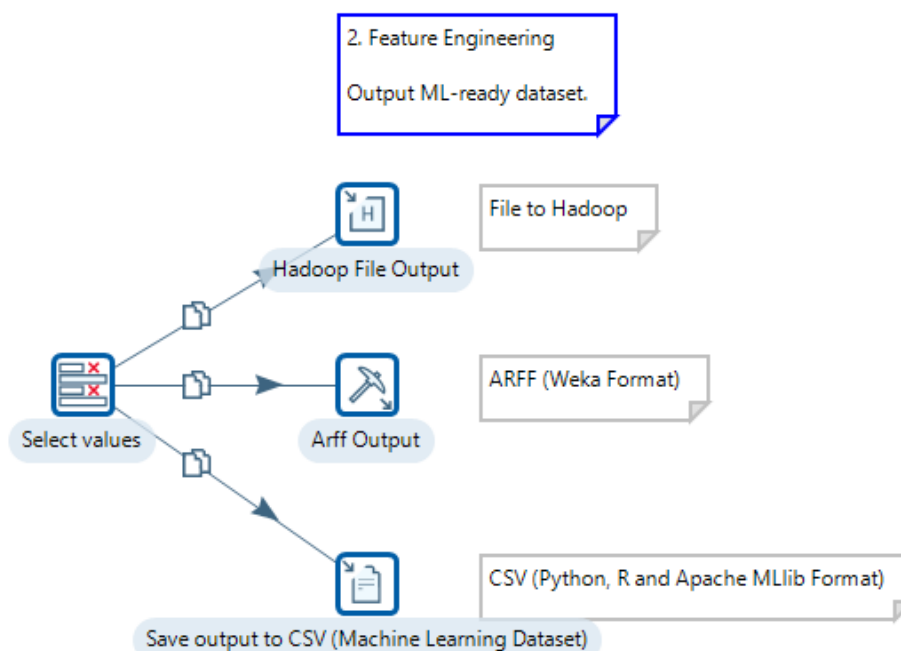 2. Feature Engineering
Output ML-ready dataset.
H
File to Hadoop
Hadoop File Output
Select values
ARFF (Weka Format)
Arff Output
CSV (Python, R and Apache MLlib Format)
Save output to CSV (Machine Learning Dataset)